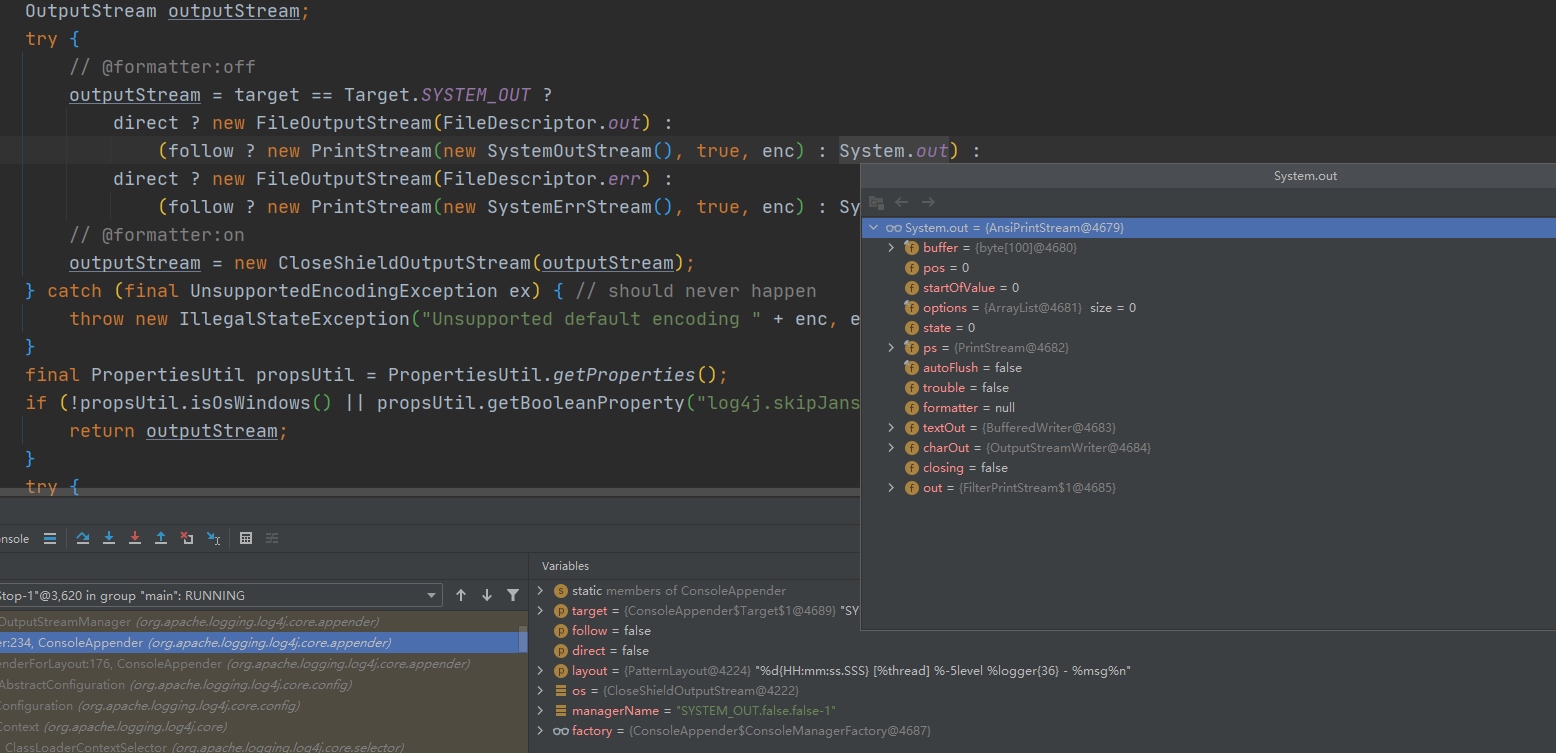 OutputStream outputStream;
try {
// @formatter:off
outputStream = target == Target.SYSTEM_OUT ?
direct ? new FileOutputStream(FileDescriptor.out) :
(follow ? new PrintStream(new SystemOutStream(), true, enc) : System.out) :
direct ? new FileOutputStream(FileDescriptor.err) :
(follow ? new PrintStream(new SystemErrStream(), true, enc) : Sy
// @formatter:on
outputStream = new CloseShieldOutputStream(outputStream);
} catch (final UnsupportedEncodingException ex) { // should never happen
throw new IllegalStateException("Unsupported default encoding " + enc, e
}
final PropertiesUtil propsUtil = PropertiesUtil.getProperties();
if (!propsUtil.isOsWindows() || propsUtil.getBooleanProperty("log4j.skipJans
return outputStream;
}
try {
System.out
System.out = {AnsiPrintStream@4679}
buffer = {byte[100]@4680}
pos = 0
startOfValue = 0
options = {ArrayList@4681} size = 0
state = 0
ps = {PrintStream@4682}
autoFlush = false
trouble = false
formatter = null
textOut = {BufferedWriter@4683}
charOut = {OutputStreamWriter@4684}
closing = false
out = {FilterPrintStream$1@4685}
onsole
Stop-1"@3,620 in group "main": RUNNING
OutputStreamManager (org.apache.logging.log4j.core.appender)
er:234, ConsoleAppender (org.apache.logging.log4j.core.appender)
enderForLayout:176, ConsoleAppender (org.apache.logging.log4j.core.appender)
AbstractConfiguration (org.apache.logging.log4j.core.config)
Configuration (org.apache.logging.log4j.core.config)
Context (org.apache.logging.log4j.core)
ClassLoaderContextSelector (org.apache.logging.log4j.core.selector)
Variables
static members of ConsoleAppender
target = {ConsoleAppender$Target$1@4689} "SY
follow = false
direct = false
layout = {PatternLayout@4224} "%d{HH:mm:ss.SSS} [%thread] %-5level %logger{36} - %msg%n"
os = {CloseShieldOutputStream@4222}
managerName = "SYSTEM_OUT.false.false-1"
factory = {ConsoleAppender$ConsoleManagerFactory@4687}